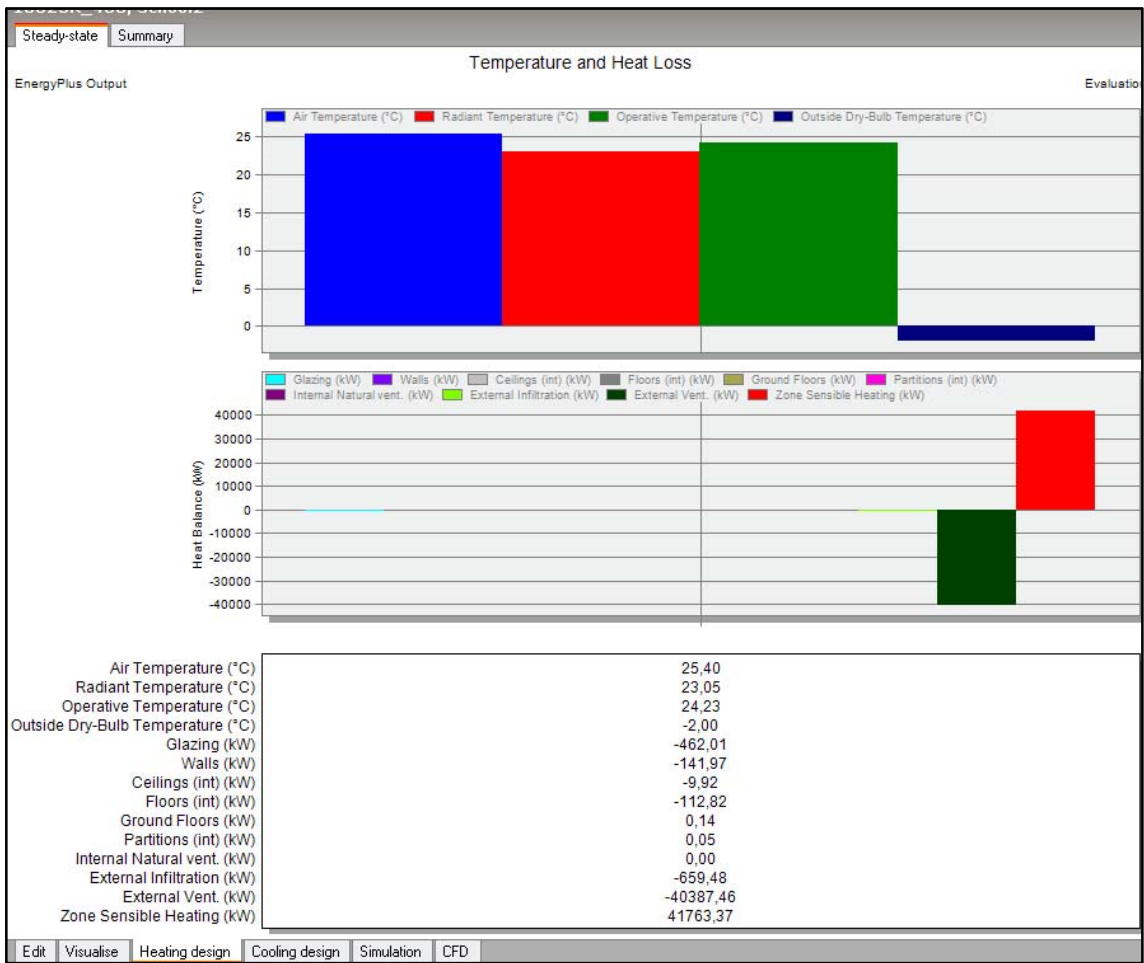 Steady-state Summary
Temperature and Heat Loss
EnergyPlus Output
Evaluatio
Air Temperature (°C) Radiant Temperature (°C) Operative Temperature (°C) Outside Dry-Bulb Temperature (°C)
25
20
15
10
5
0
Temperature (°C)
Glazing (kW) Walls (kW) Ceilings (int) (kW) Floors (int) (kW) Ground Floors (kW) Partitions (int) (kW)
Internal Natural vent. (kW) External Infiltration (kW) External Vent. (kW) Zone Sensible Heating (kW)
40000
30000
20000
10000
0
-10000
-20000
-30000
-40000
Heat Balance (kW)
Air Temperature (°C) 25,40
Radiant Temperature (°C) 23,05
Operative Temperature (°C) 24,23
Outside Dry-Bulb Temperature (°C) -2,00
Glazing (kW) -462,01
Walls (kW) -141,97
Ceilings (int) (kW) -9,92
Floors (int) (kW) -112,82
Ground Floors (kW) 0,14
Partitions (int) (kW) 0,05
Internal Natural vent. (kW) 0,00
External Infiltration (kW) -659,48
External Vent. (kW) -40387,46
Zone Sensible Heating (kW) 41763,37
Edit Visualise Heating design Cooling design Simulation CFD